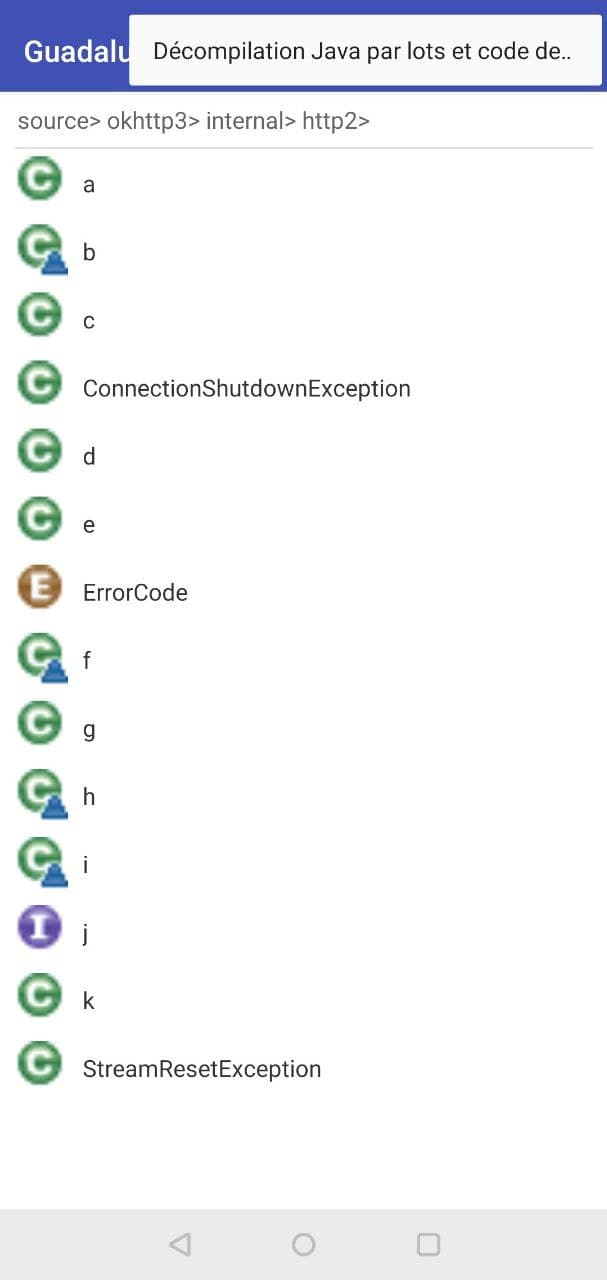 Guadalu
Décompilation Java par lots et code de..
source> okhttp3> internal> http2>
C a
C b
C c
C ConnectionShutdownException
C d
C e
E ErrorCode
C f
C g
C h
C i
I j
C k
C StreamResetException